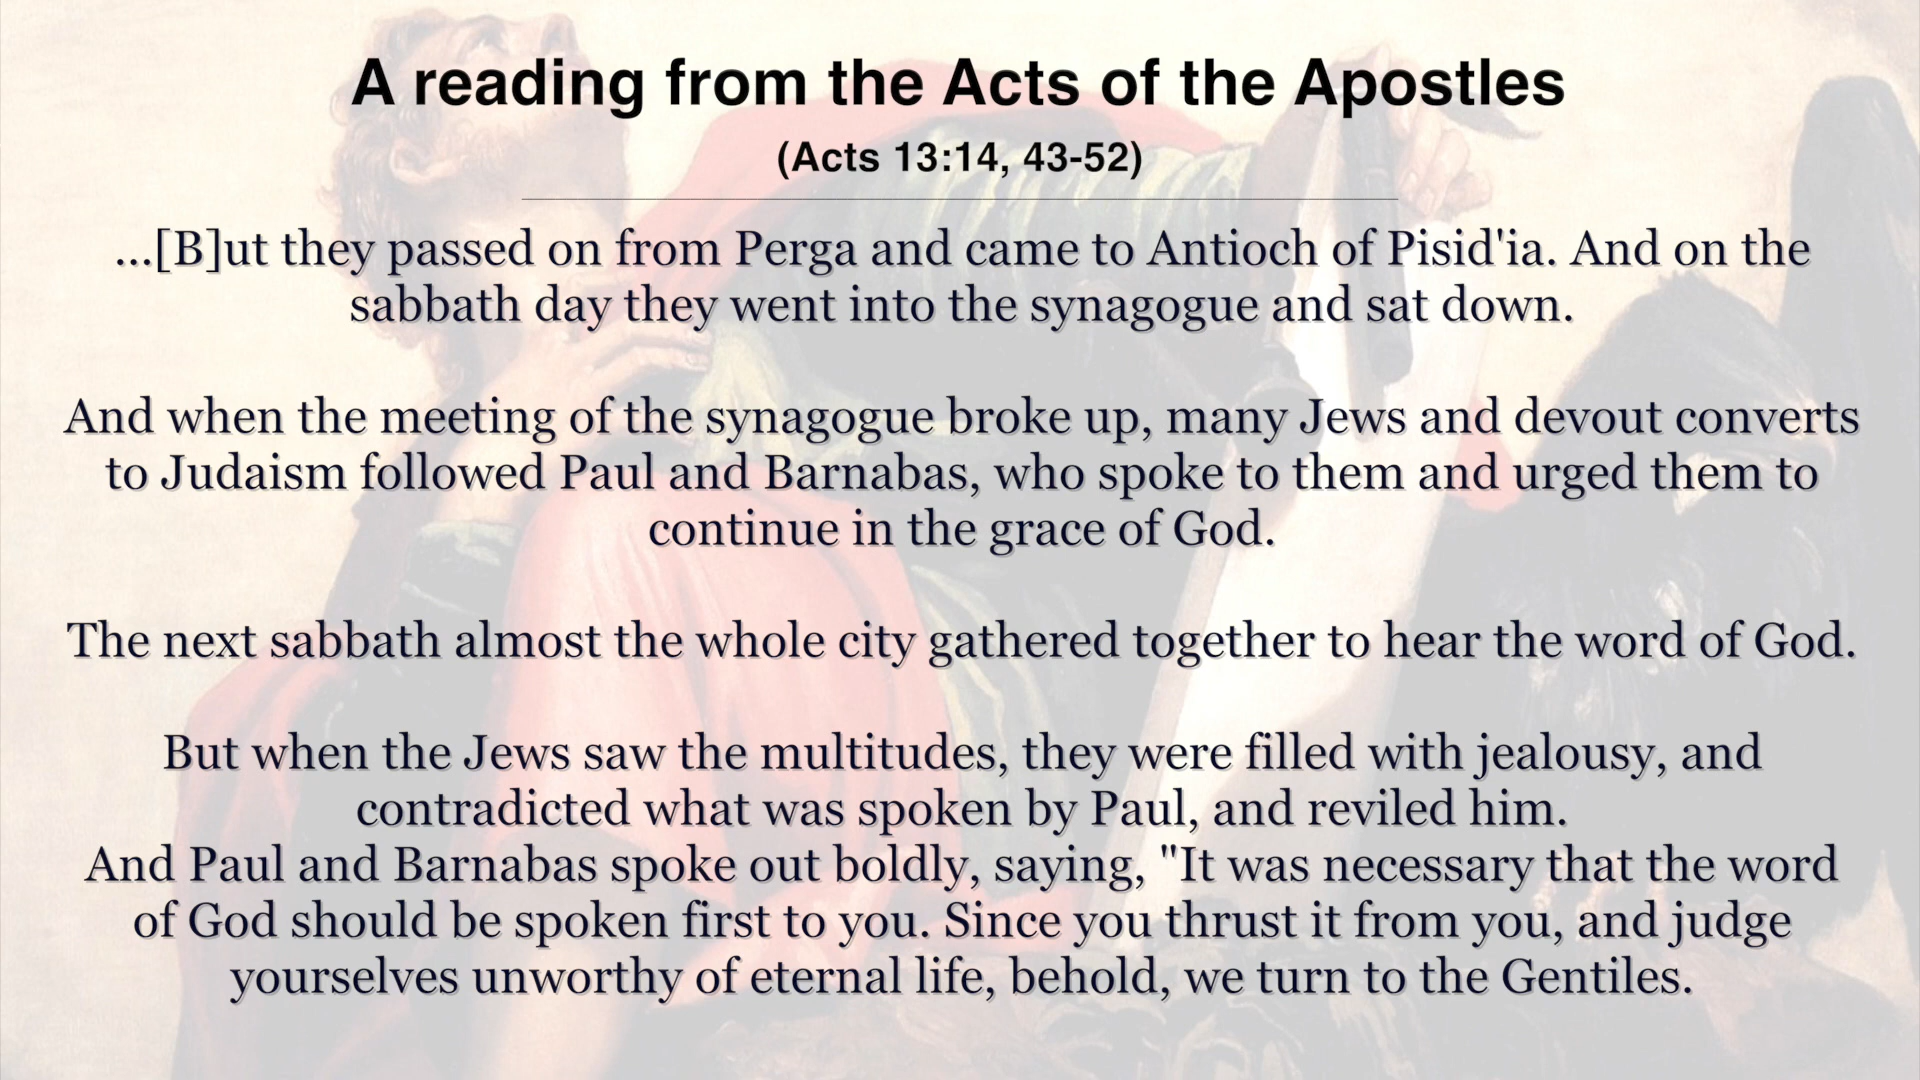 A reading from the Acts of the Apostles
(Acts 13:14, 43-52)
...[B]ut they passed on from Perga and came to Antioch of Pisid'ia. And on the
sabbath day they went into the synagogue and sat down.
And when the meeting of the synagogue broke up, many Jews and devout converts
to Judaism followed Paul and Barnabas, who spoke to them and urged them to
continue in the grace of God.
The next sabbath almost the whole city gathered together to hear the word of God.
But when the Jews saw the multitudes, they were filled with jealousy, and
contradicted what was spoken by Paul, and reviled him.
And Paul and Barnabas spoke out boldly, saying, "It was necessary that the word
of God should be spoken first to you. Since you thrust it from you, and judge
yourselves unworthy of eternal life, behold, we turn to the Gentiles.